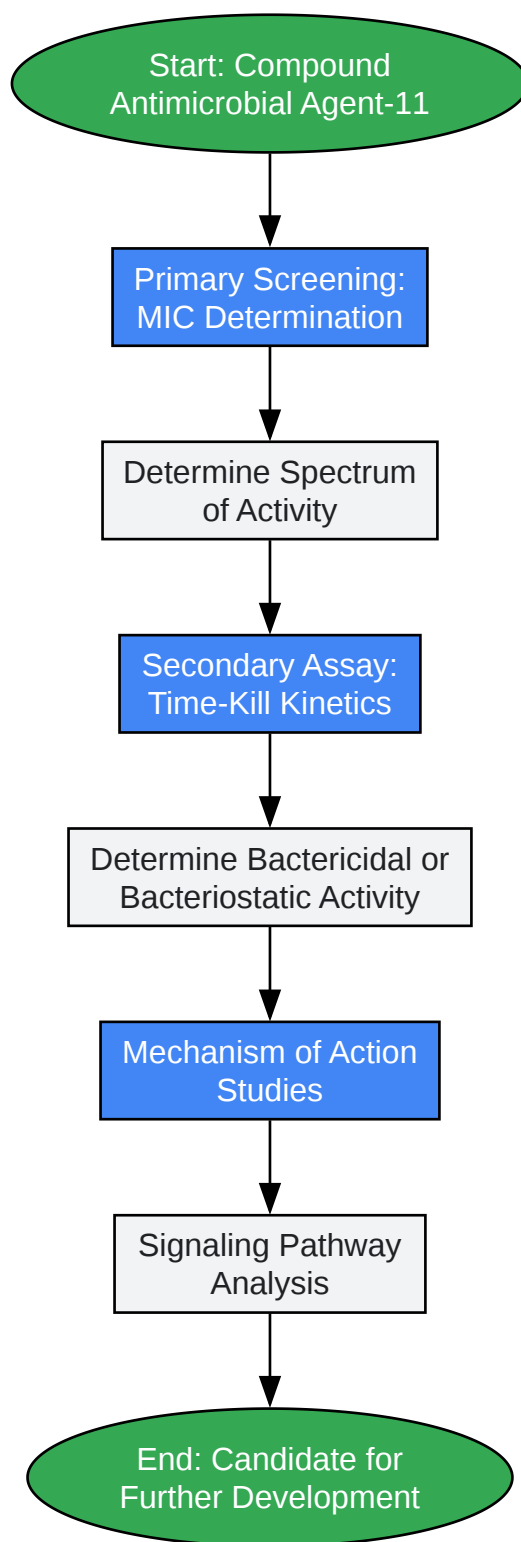 Start: Compound
Antimicrobial Agent-11
Primary Screening:
MIC Determination
Determine Spectrum
of Activity
Secondary Assay:
Time-Kill Kinetics
Determine Bactericidal or
Bacteriostatic Activity
Mechanism of Action
Studies
Signaling Pathway
Analysis
End: Candidate for
Further Development